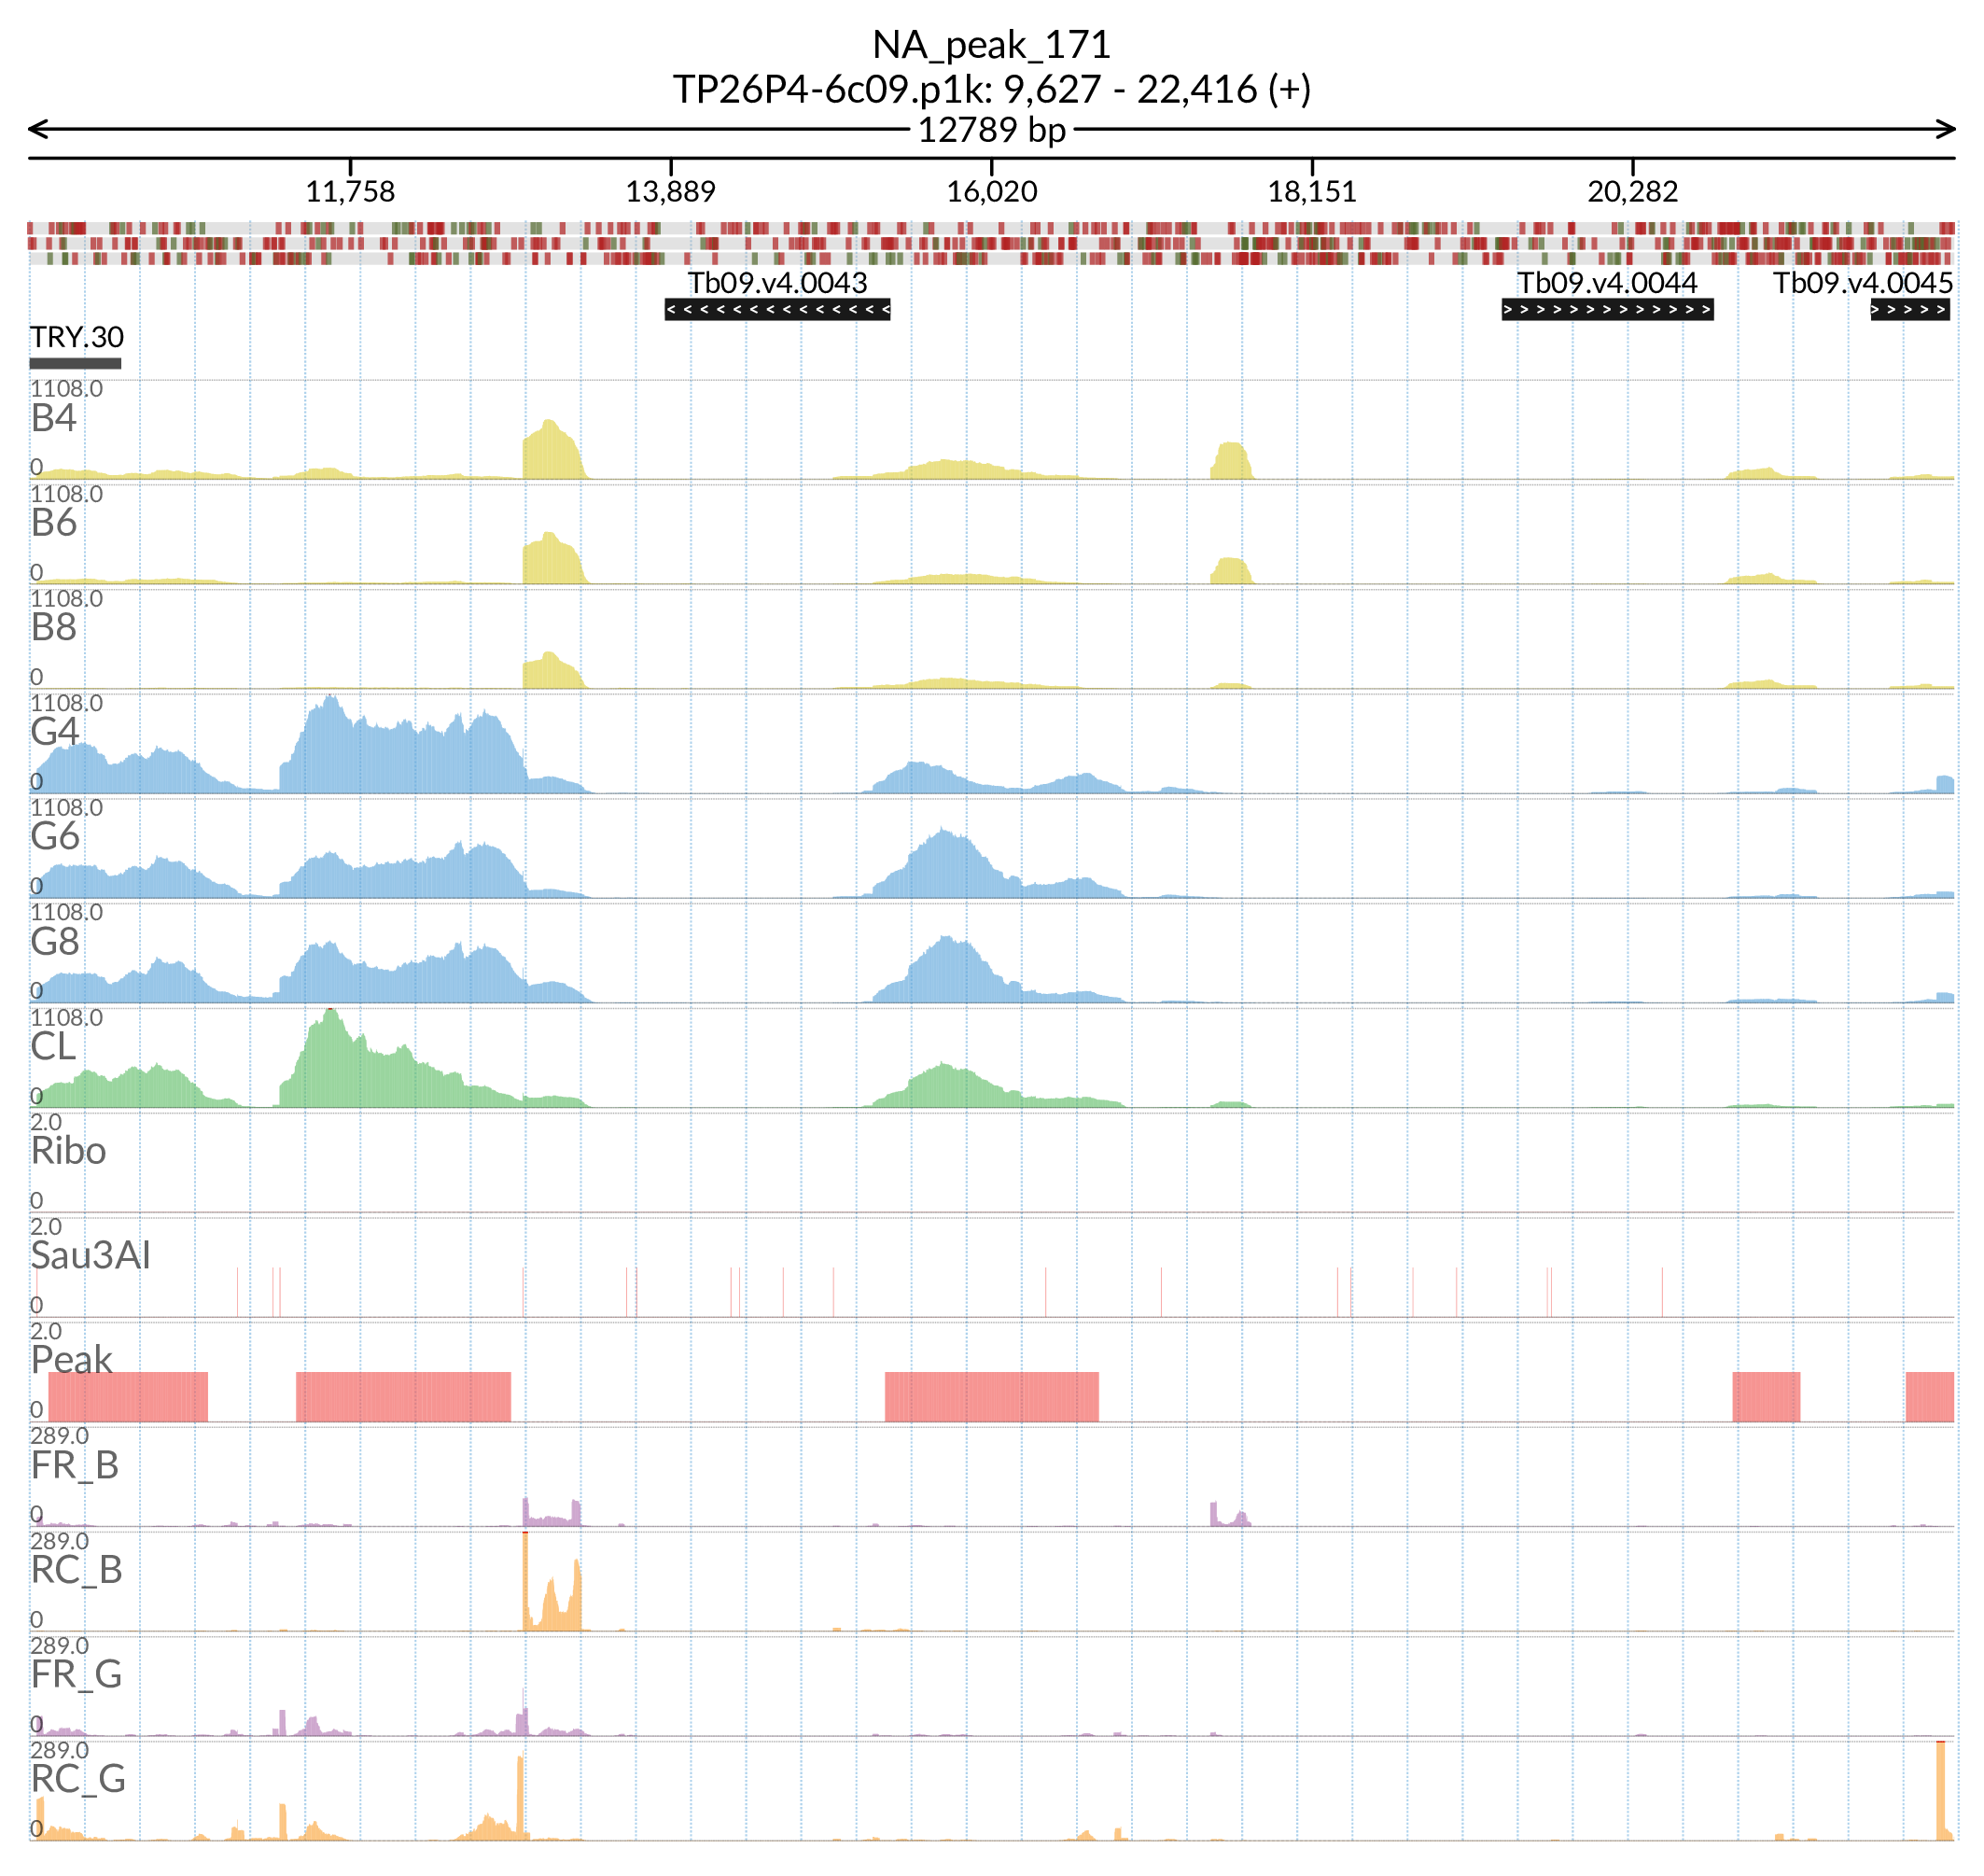 NA_peak_171
TP26P4-6c09.p1k: 9,627 - 22,416 (+)
12789 bp
11,758 13,889 16,020 18,151 20,282
Tb09.v4.0043 Tb09.v4.0044 Tb09.v4.0045
< < < < < < < < < < < < < < > > > > > > > > > > > > > > > > > >
TRY.30
1108.0
B4
0
1108.0
B6
0
1108.0
B8
0
1108.0
G4
0
1108.0
G6
0
1108.0
G8
0
1108.0
CL
0
2.0
Ribo
0
2.0
Sau3AI
0
2.0
Peak
0
289.0
FR_B
0
289.0
RC_B
0
289.0
FR_G
0
289.0
RC_G
0